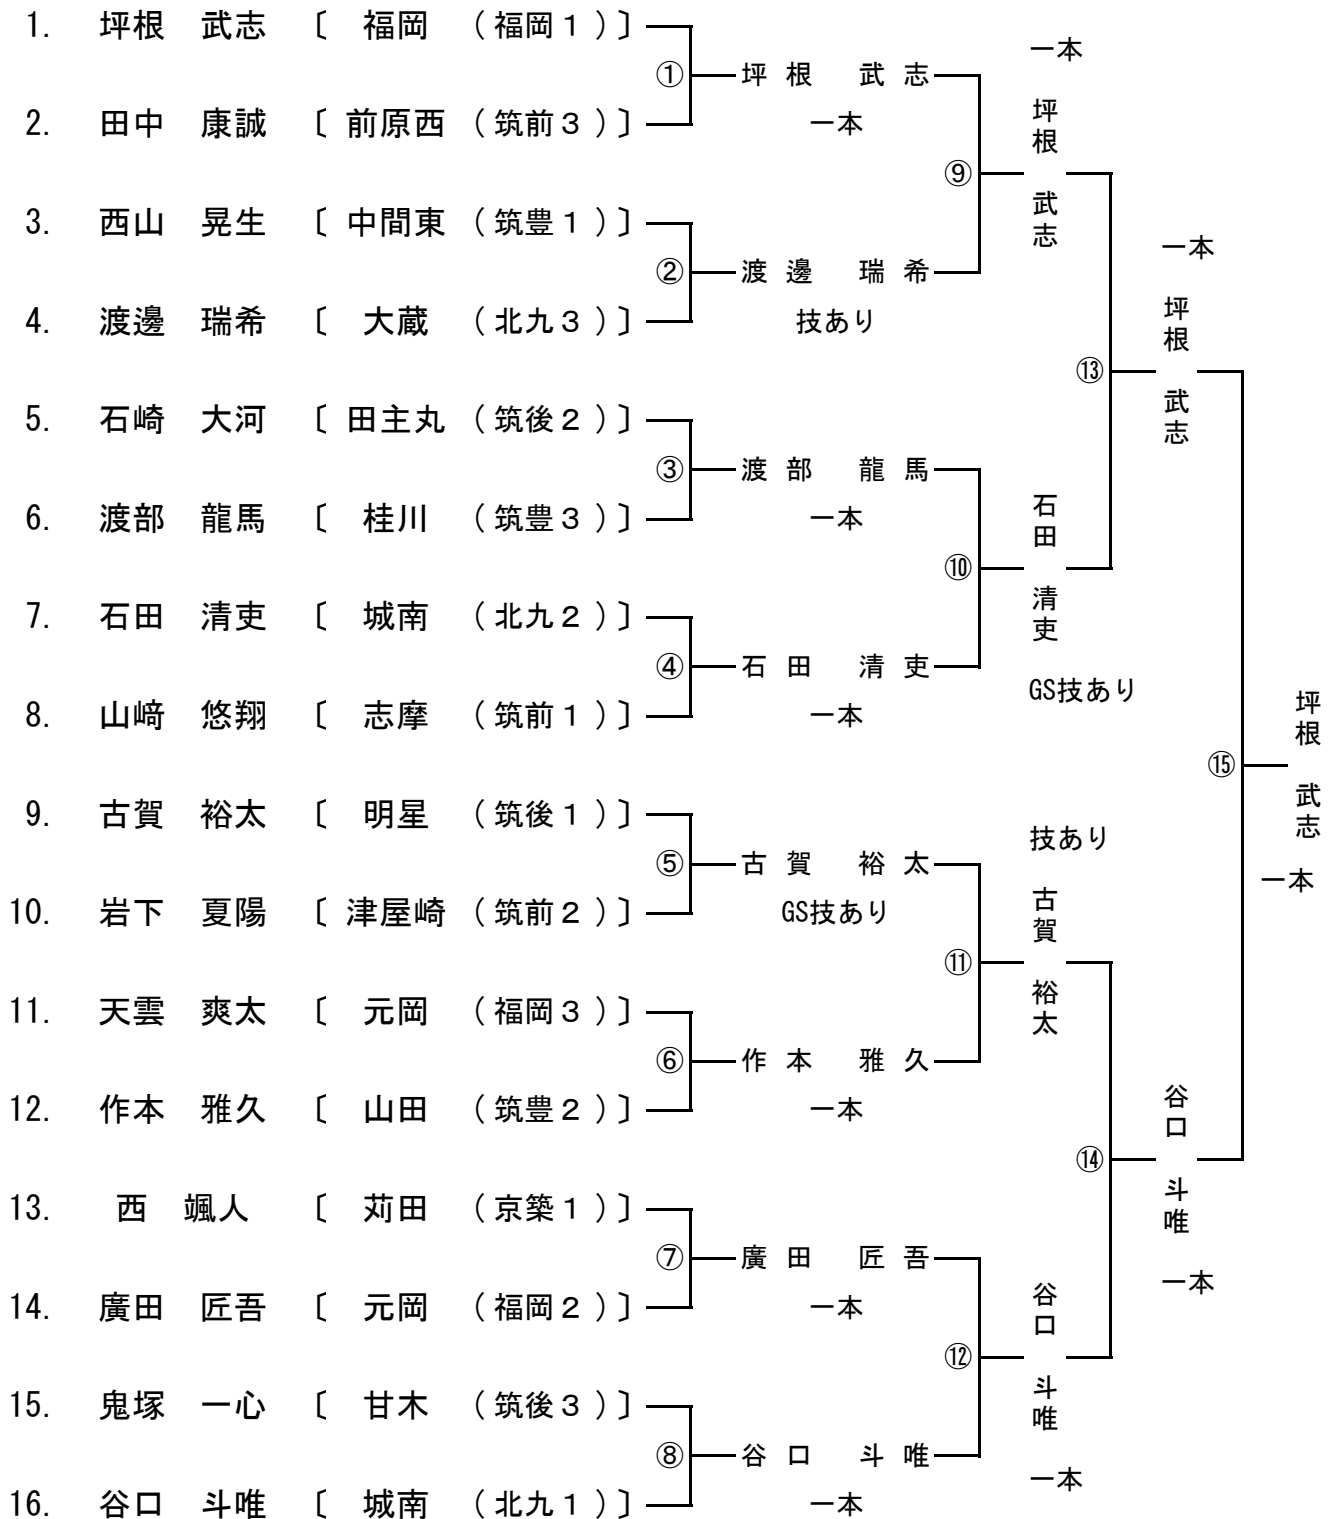 1. 坪根 武志 〔 福岡 （福岡１）〕
2. 田中 康誠 〔 前原西 （筑前３）〕
3. 西山 晃生 〔 中間東 （筑豊１）〕
4. 渡邊 瑞希 〔 大蔵 （北九３）〕
5. 石崎 大河 〔 田主丸 （筑後２）〕
6. 渡部 龍馬 〔 桂川 （筑豊３）〕
7. 石田 清吏 〔 城南 （北九２）〕
8. 山﨑 悠翔 〔 志摩 （筑前１）〕
9. 古賀 裕太 〔 明星 （筑後１）〕
10. 岩下 夏陽 〔 津屋崎 （筑前２）〕
11. 天雲 爽太 〔 元岡 （福岡３）〕
12. 作本 雅久 〔 山田 （筑豊２）〕
13. 西 颯人 〔 苅田 （京築１）〕
14. 廣田 匠吾 〔 元岡 （福岡２）〕
15. 鬼塚 一心 〔 甘木 （筑後３）〕
16. 谷口 斗唯 〔 城南 （北九１）〕
① 坪根 武志
一本
② 渡邊 瑞希
技あり
③ 渡部 龍馬
一本
④ 石田 清吏
一本
⑤ 古賀 裕太
GS技あり
⑥ 作本 雅久
一本
⑦ 廣田 匠吾
一本
⑧ 谷口 斗唯
一本
一本
⑨ 坪根 武志
⑩ 石田 清吏
GS技あり
技あり
⑪ 古賀 裕太
⑫ 谷口 斗唯
一本
一本
⑬ 坪根 武志
⑭ 谷口 斗唯
一本
⑮ 坪根 武志
一本